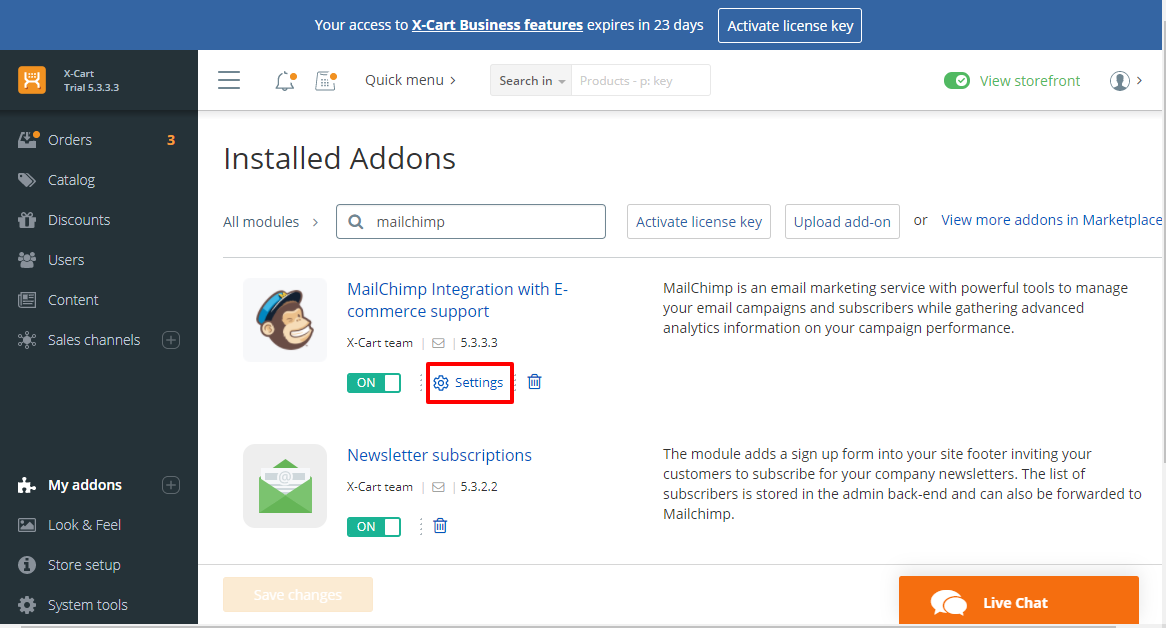 Your access to X-Cart Business features expires in 23 days Activate license key
X-Cart
Trial 5.3.3.3
Quick menu
Search in
Products - p: key
View storefront
Orders 3
Catalog
Discounts
Users
Content
Sales channels
My addons
Look & Feel
Store setup
System tools
Installed Addons
All modules
mailchimp
Activate license key
Upload add-on
or View more addons in Marketplace
MailChimp Integration with E-
commerce support
X-Cart team | 5.3.3.3
ON
Settings
MailChimp is an email marketing service with powerful tools to manage
your email campaigns and subscribers while gathering advanced
analytics information on your campaign performance.
Newsletter subscriptions
X-Cart team | 5.3.2.2
ON
The module adds a sign up form into your site footer inviting your
customers to subscribe for your company newsletters. The list of
subscribers is stored in the admin back-end and can also be forwarded to
Mailchimp.
Save changes
Live Chat